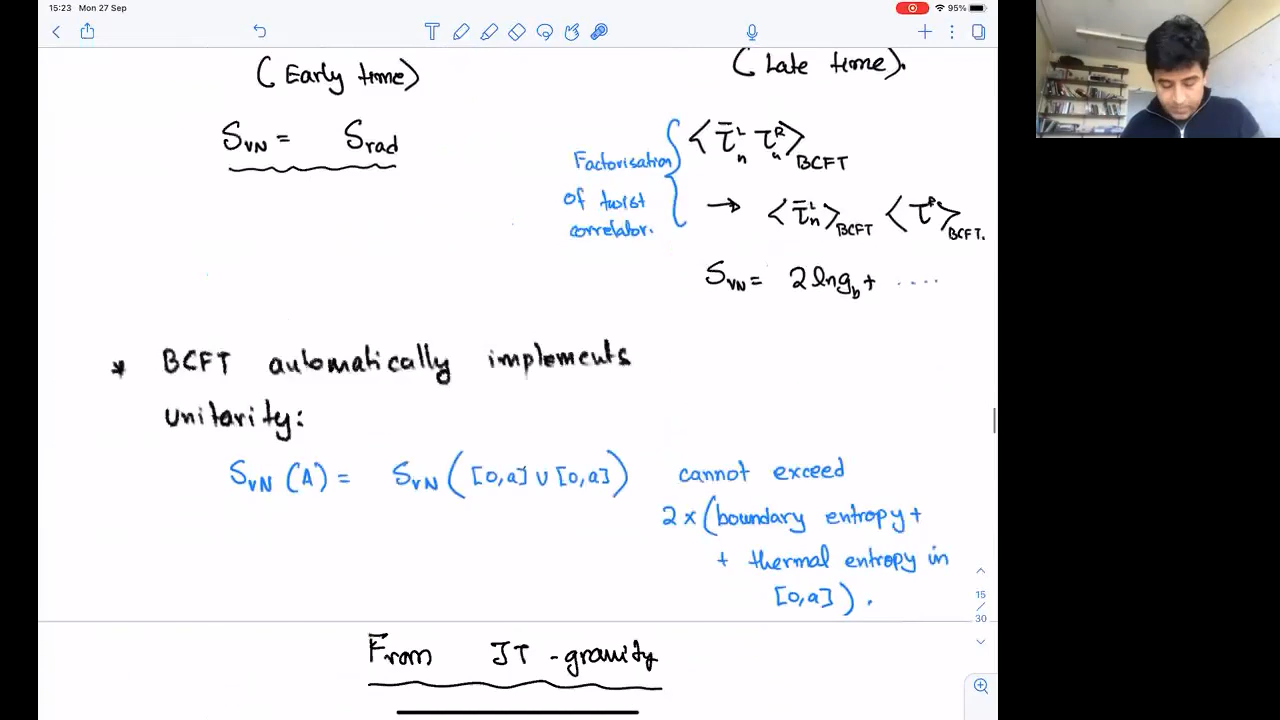 15:23 Mon 27 Sep
95%
(Early time)
(Late time).
S_VN = S_rad
Factorisation
of twist
correlator.
⟨τ̄_n^L τ_n^R⟩_BCFT
→ ⟨τ̄_n^L⟩_BCFT ⟨τ^R⟩_BCFT.
S_VN = 2 ln g_b + ....
* BCFT automatically implements
unitarity:
S_VN (A) = S_VN ([0,a] ∪ [0,a]) cannot exceed
2 × (boundary entropy +
+ thermal entropy in
[0,a]).
15
/
30
From JT-gravity